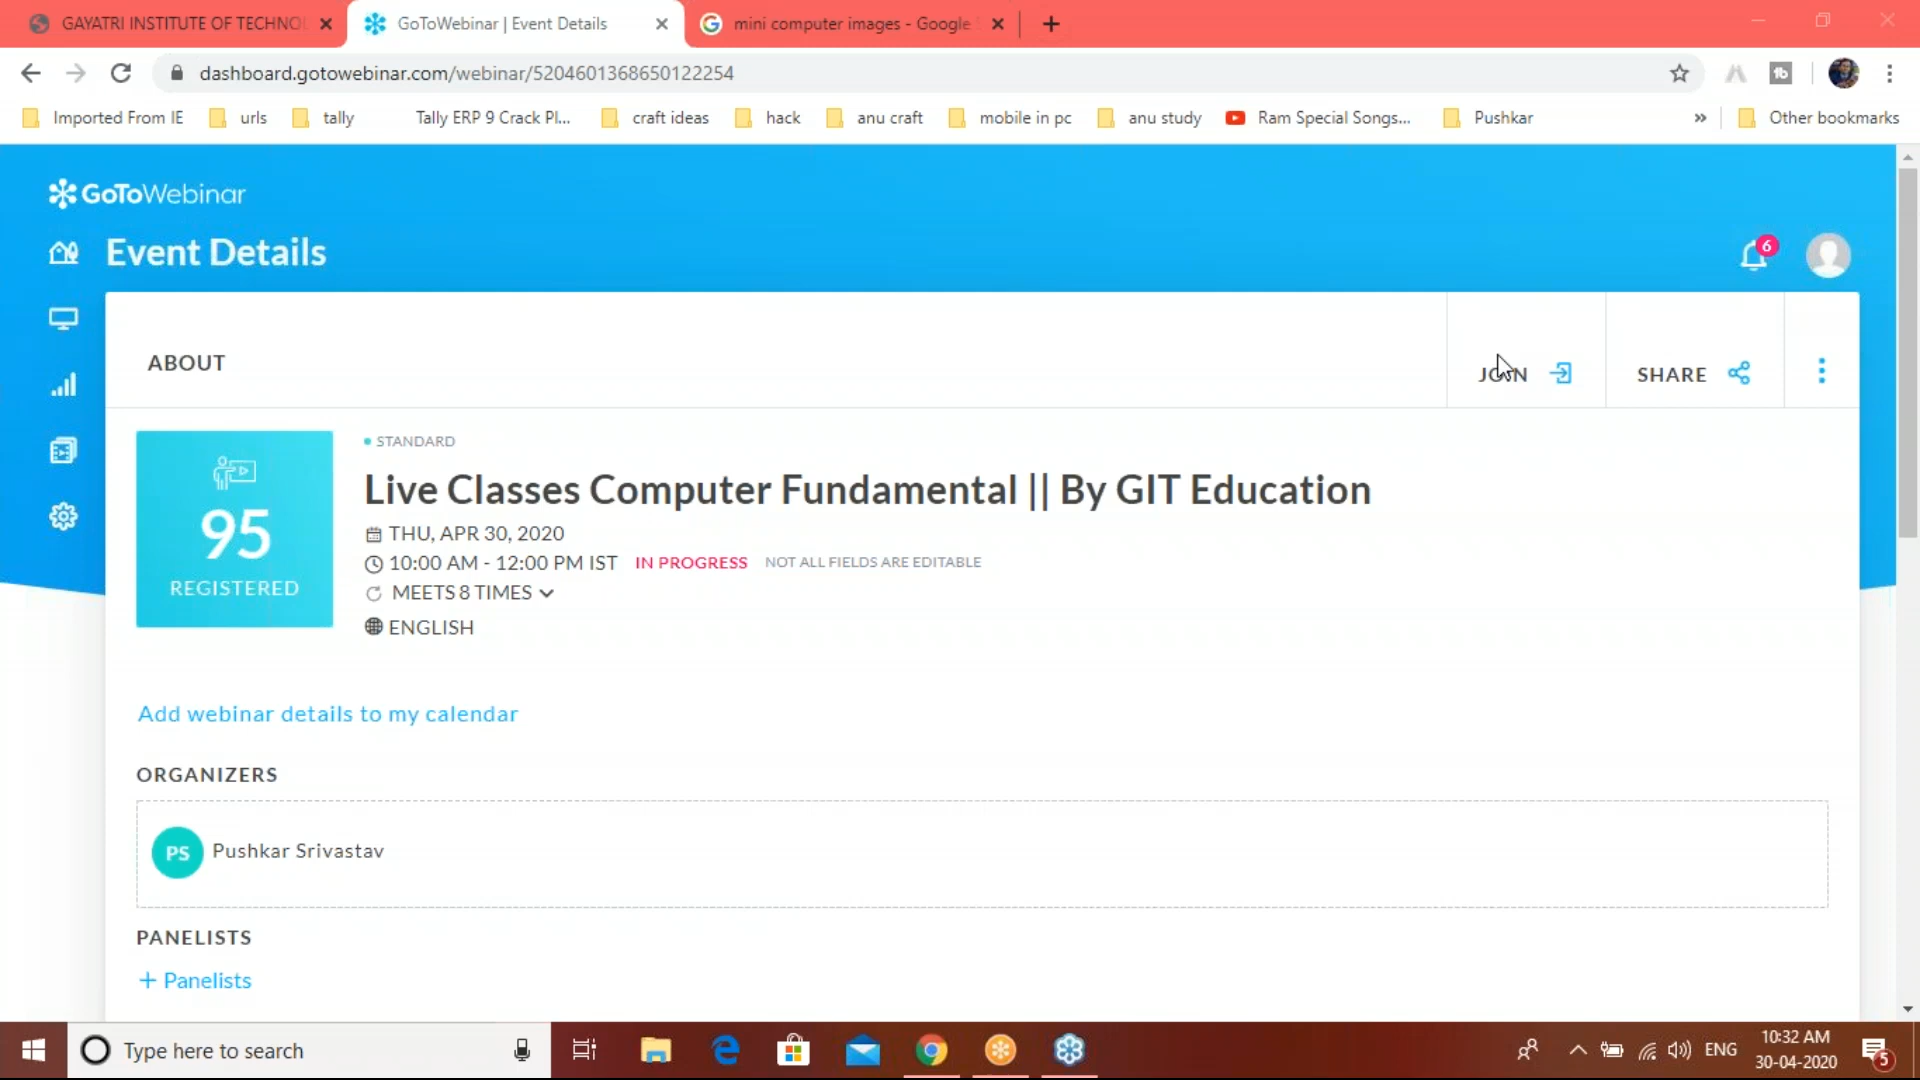 GAYATRI INSTITUTE OF TECHNOL
GoToWebinar | Event Details
mini computer images - Google
dashboard.gotowebinar.com/webinar/5204601368650122254
Imported From IE
urls
tally
Tally ERP 9 Crack Pl...
craft ideas
hack
anu craft
mobile in pc
anu study
Ram Special Songs...
Pushkar
»
Other bookmarks
GoToWebinar
Event Details
6
ABOUT
JOIN
SHARE
95
REGISTERED
STANDARD
Live Classes Computer Fundamental || By GIT Education
THU, APR 30, 2020
10:00 AM - 12:00 PM IST IN PROGRESS NOT ALL FIELDS ARE EDITABLE
MEETS 8 TIMES
ENGLISH
Add webinar details to my calendar
ORGANIZERS
PS Pushkar Srivastav
PANELISTS
+ Panelists
Type here to search
ENG
10:32 AM
30-04-2020
5